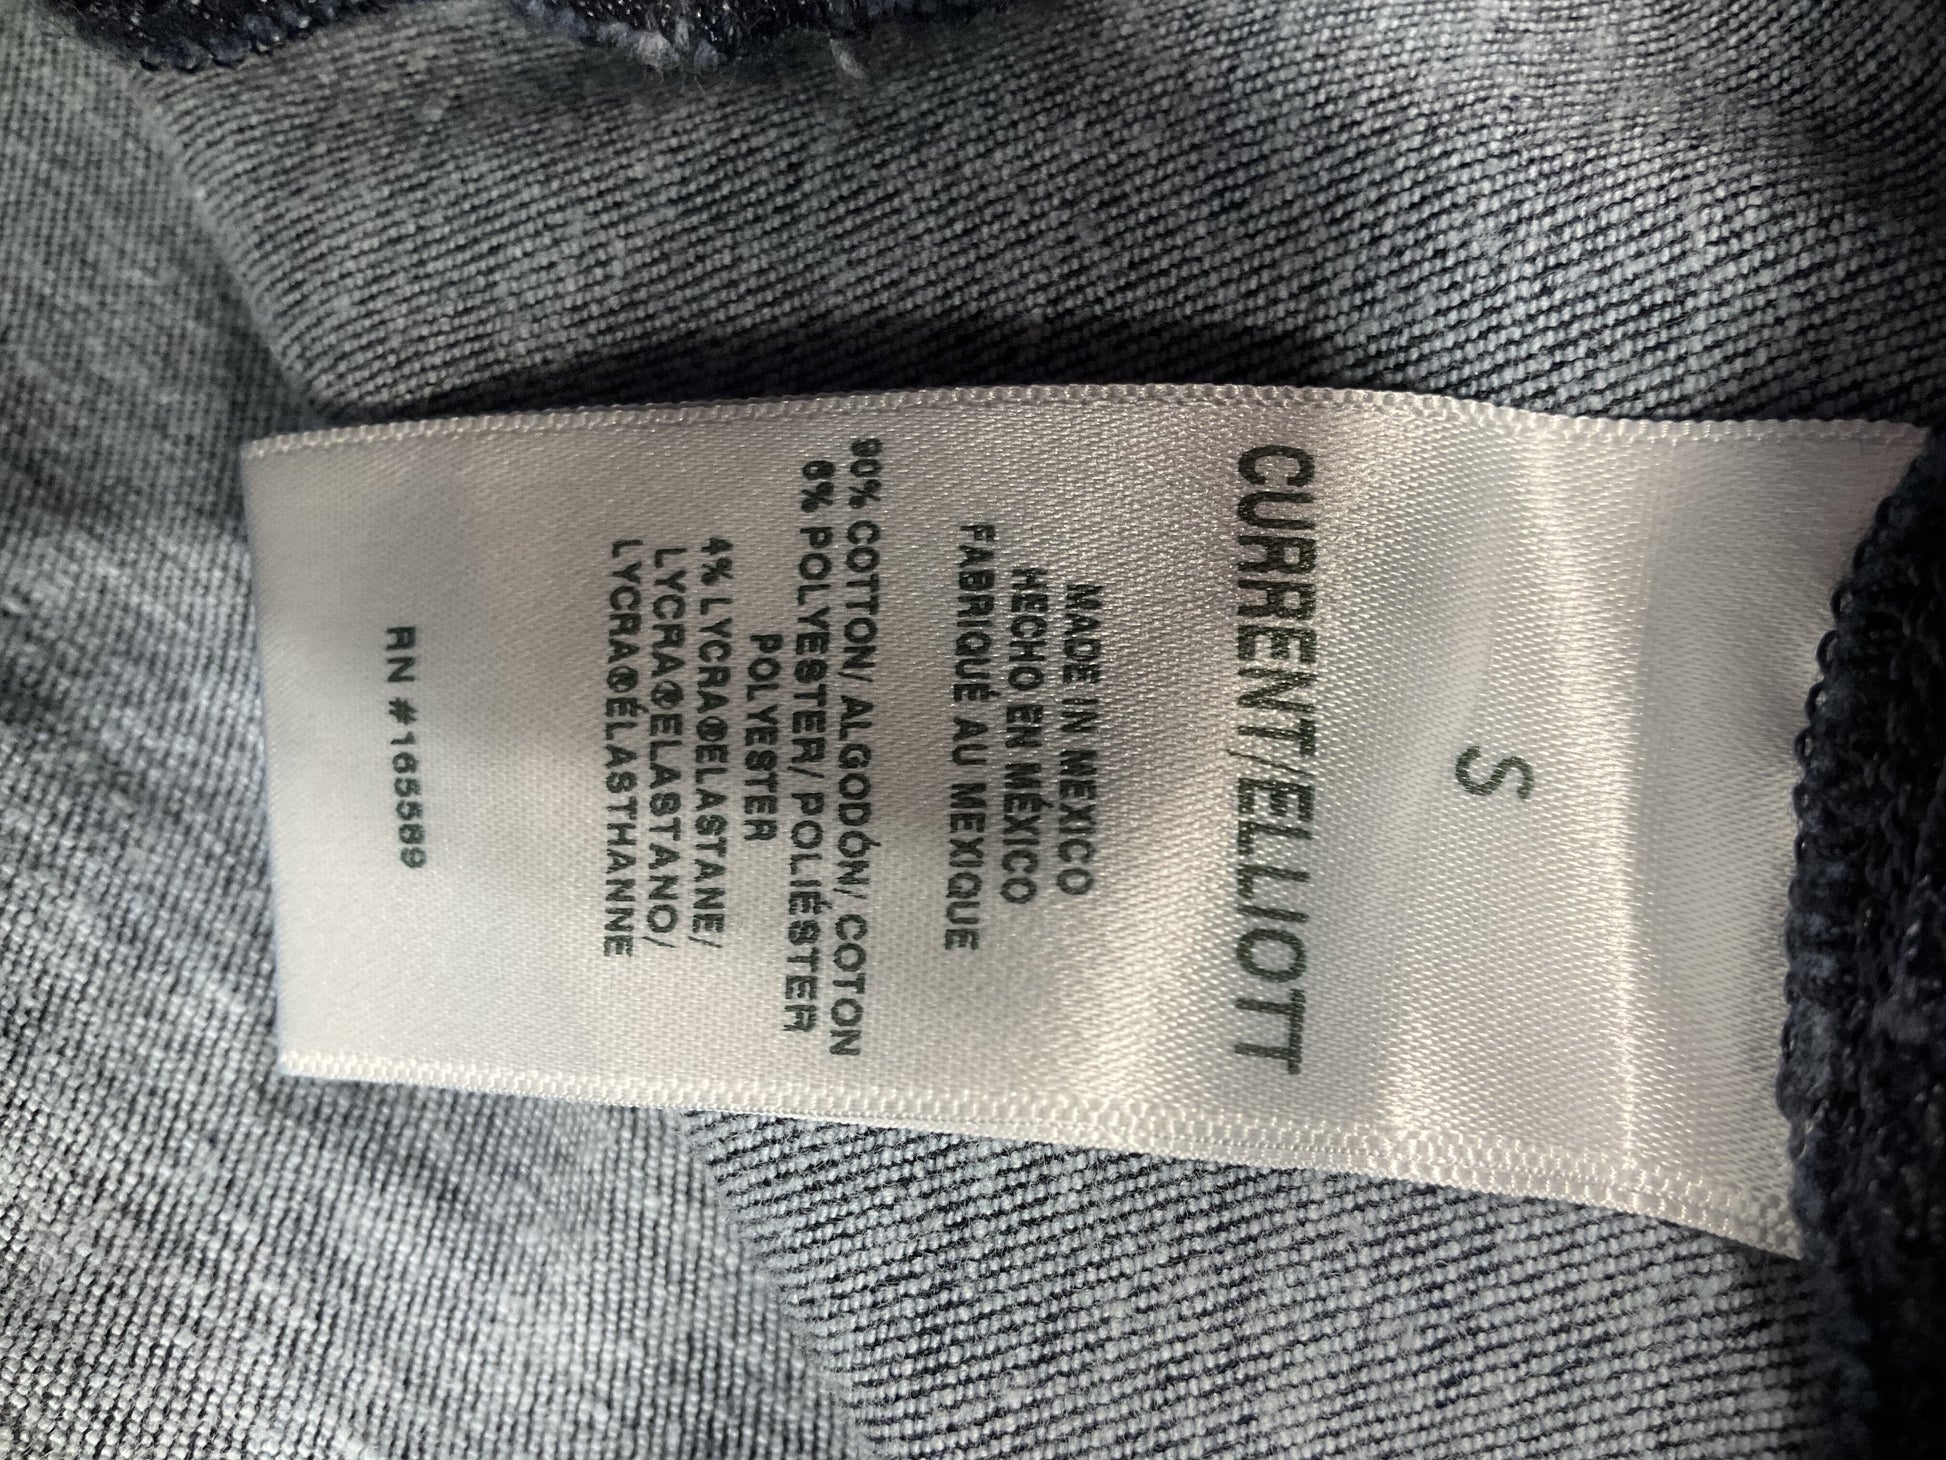 S
CURRENT/ELLIOTT
MADE IN MEXICO
HECHO EN MÉXICO
FABRIQUÉ AU MEXIQUE
90% COTTON/ ALGODÓN/ COTON
6% POLYESTER/ POLIÉSTER
POLYESTER
4% LYCRA®ELASTANE/
LYCRA®ELASTANO/
LYCRA®ÉLASTHANNE
RN #165589